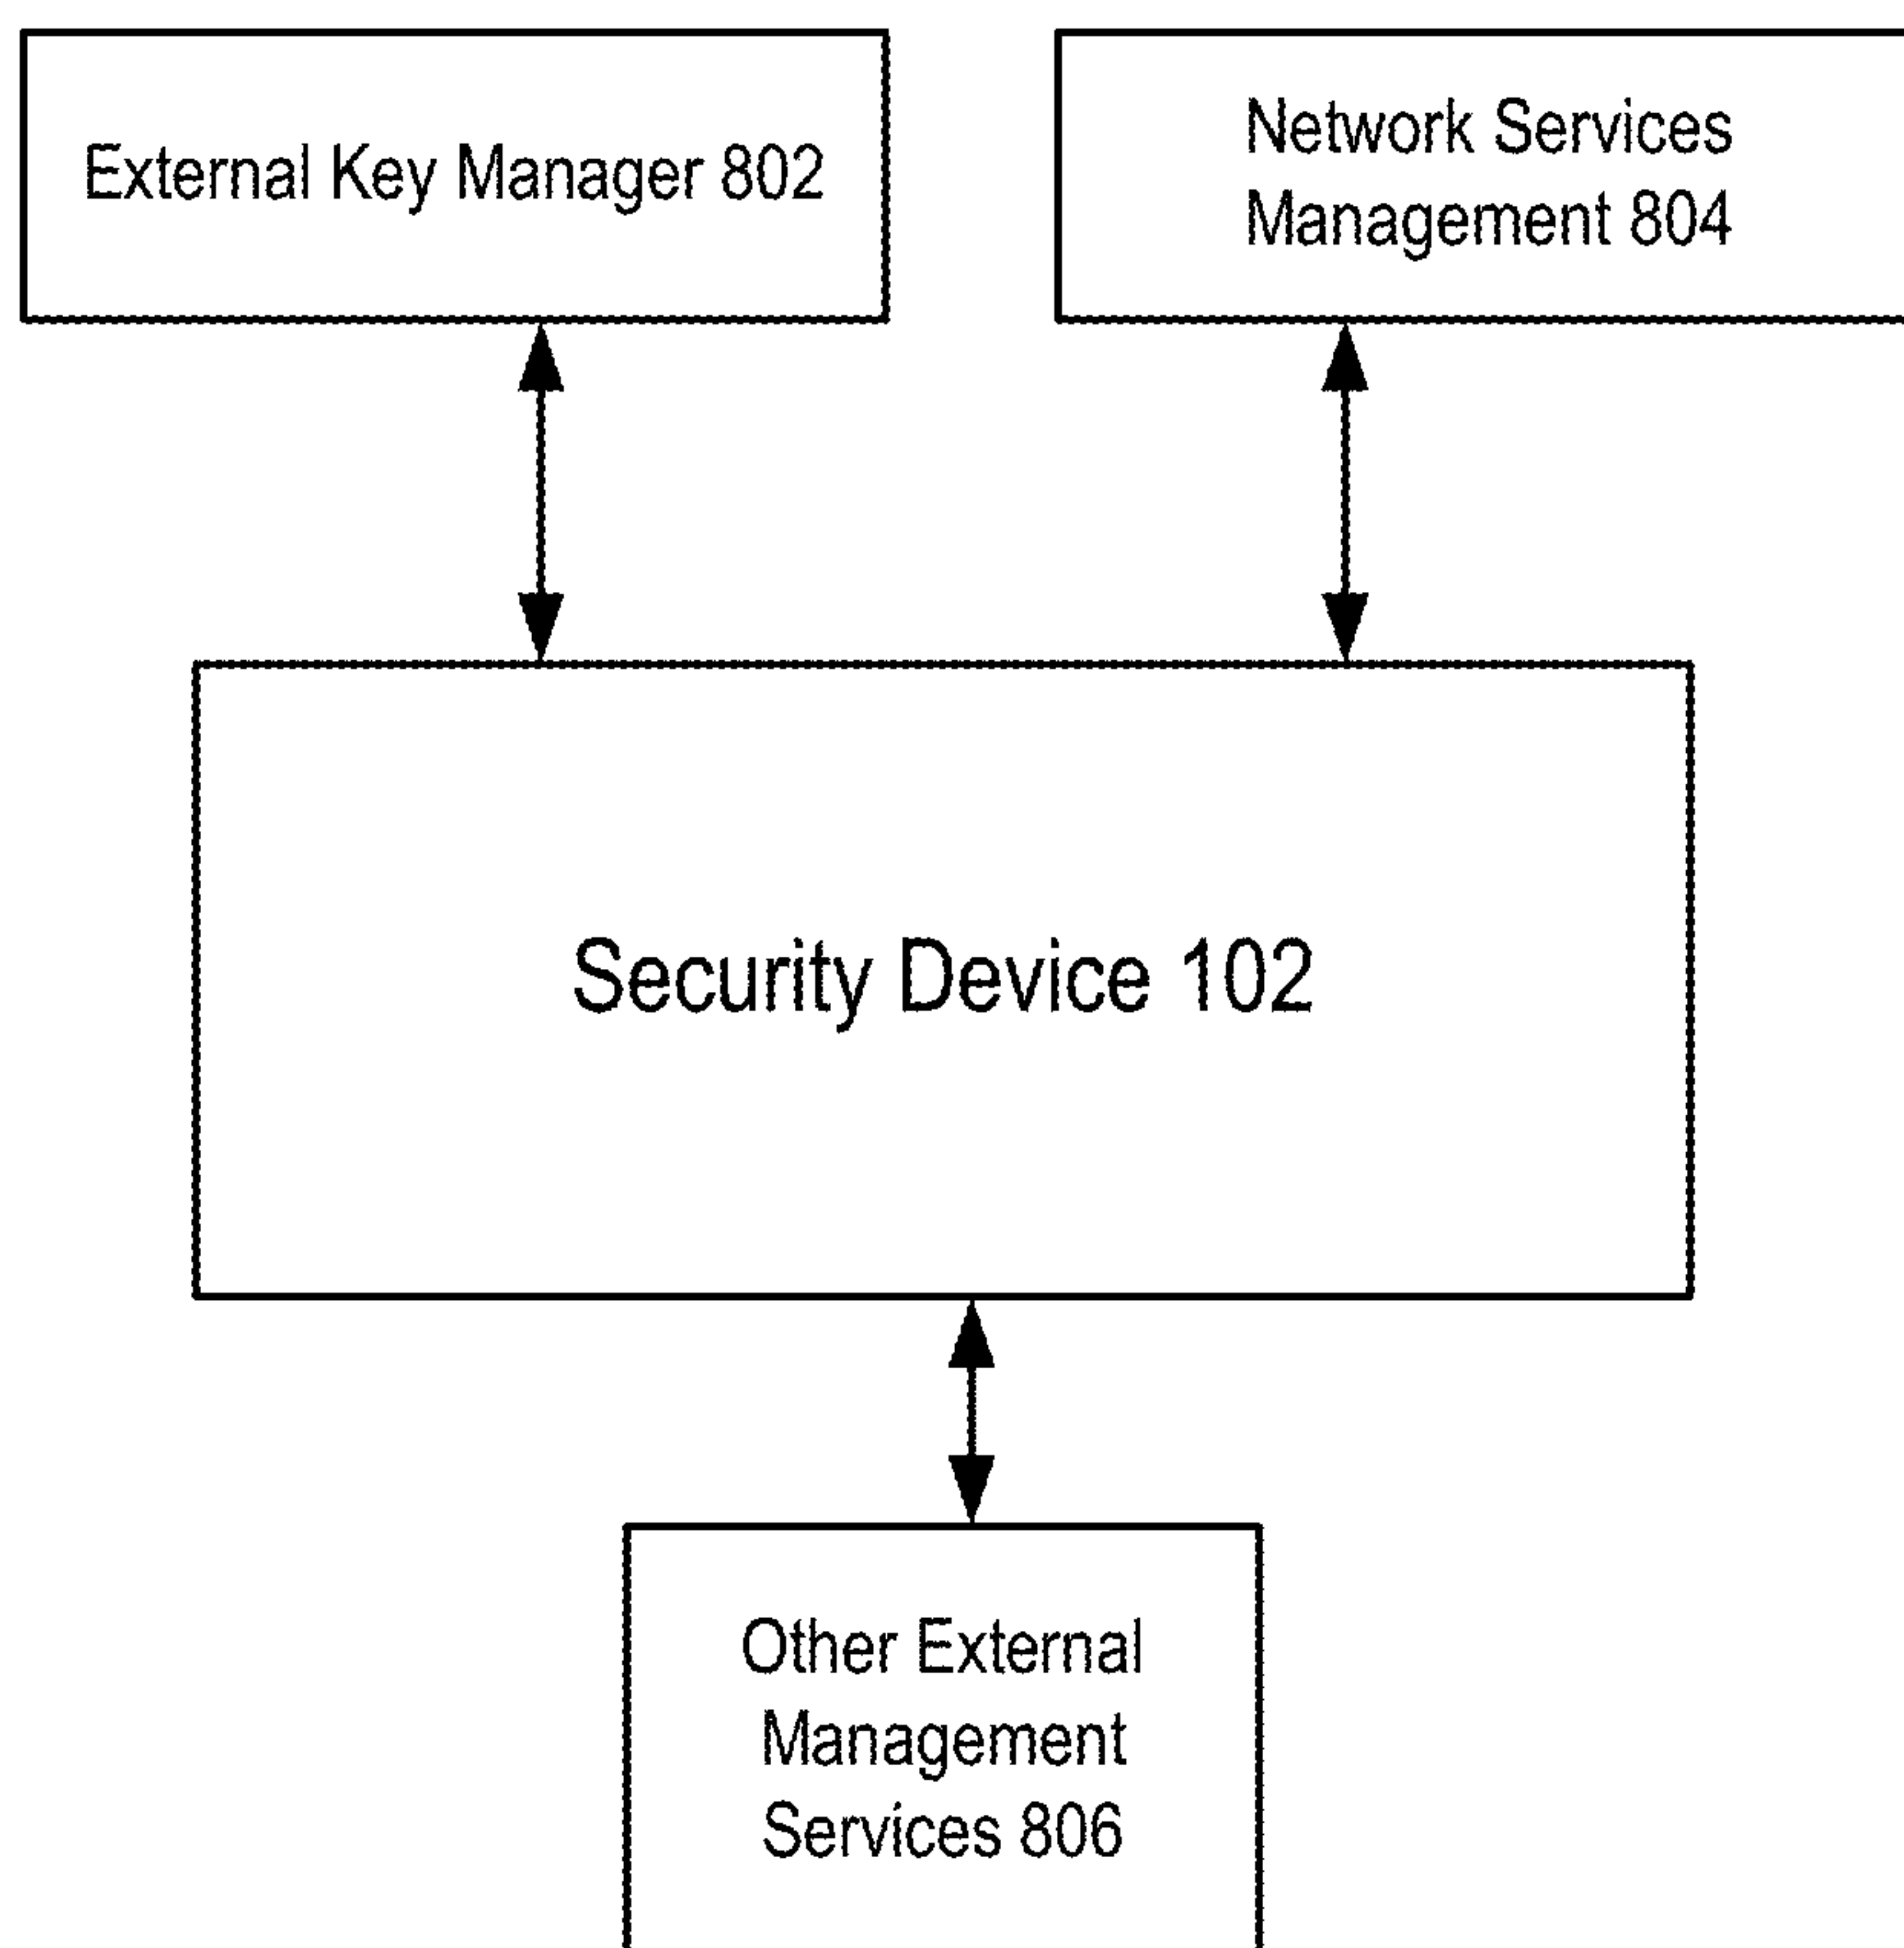 External Key Manager 802
Network Services
Management 804
Security Device 102
Other External
Management
Services 806